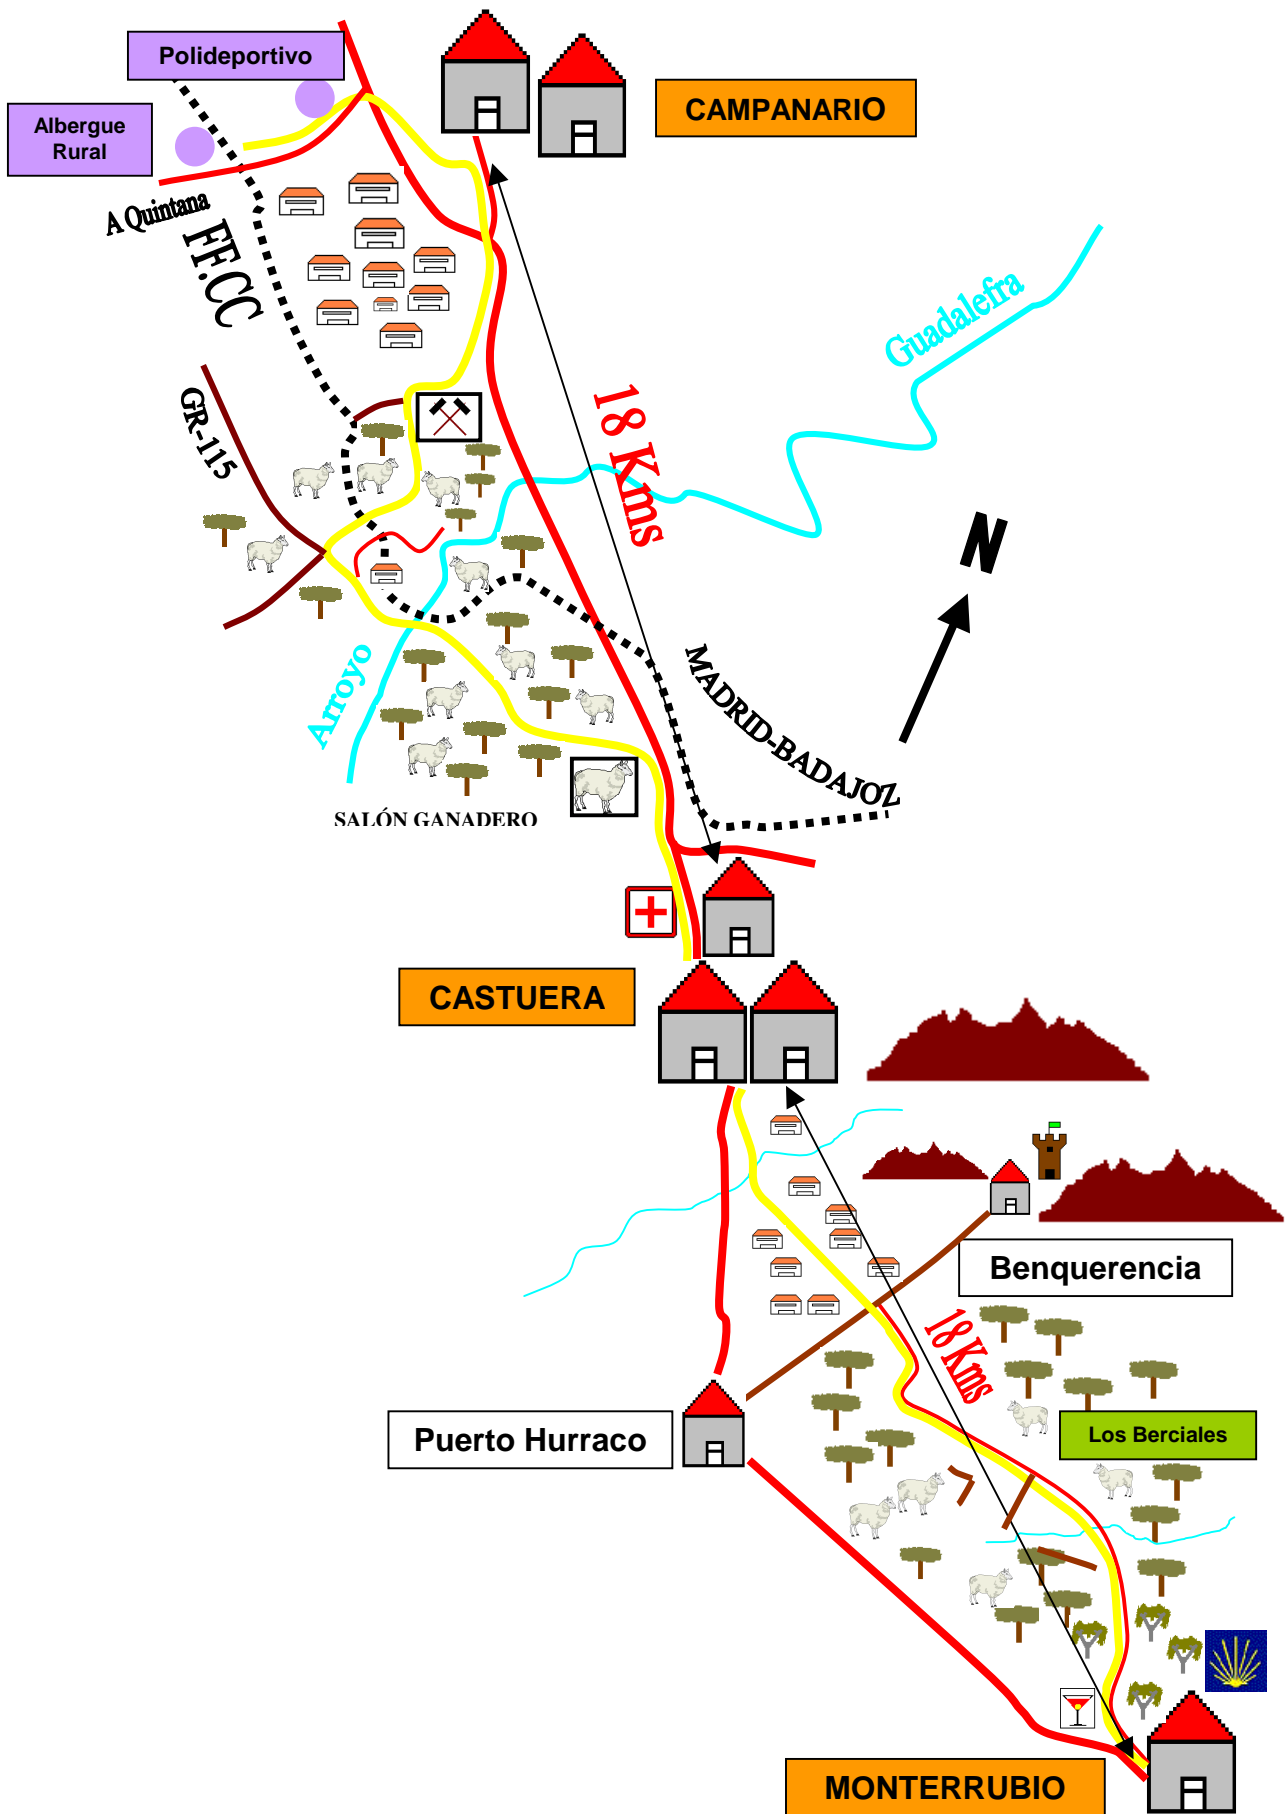 Polideportivo
CAMPANARIO
Albergue
Rural
A Quintana
FF.CC
Guadalefra
GR-115
18 Kms
N
Arroyo
MADRID-BADAJOZ
SALÓN GANADERO
CASTUERA
Benquerencia
18 Kms
Puerto Hurraco
Los Berciales
MONTERRUBIO